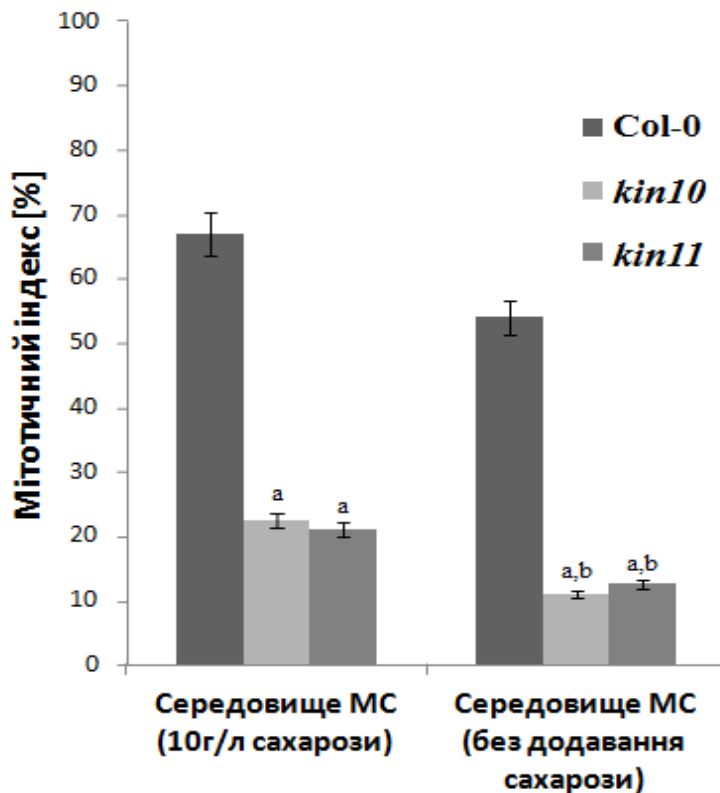 Мітотичний індекс [%]
100
90
80
70
60
50
40
30
20
10
0
Col-0
kin10
kin11
a
a
a,b
a,b
Середовище МС
(10г/л сахарози)
Середовище МС
(без додавання
сахарози)